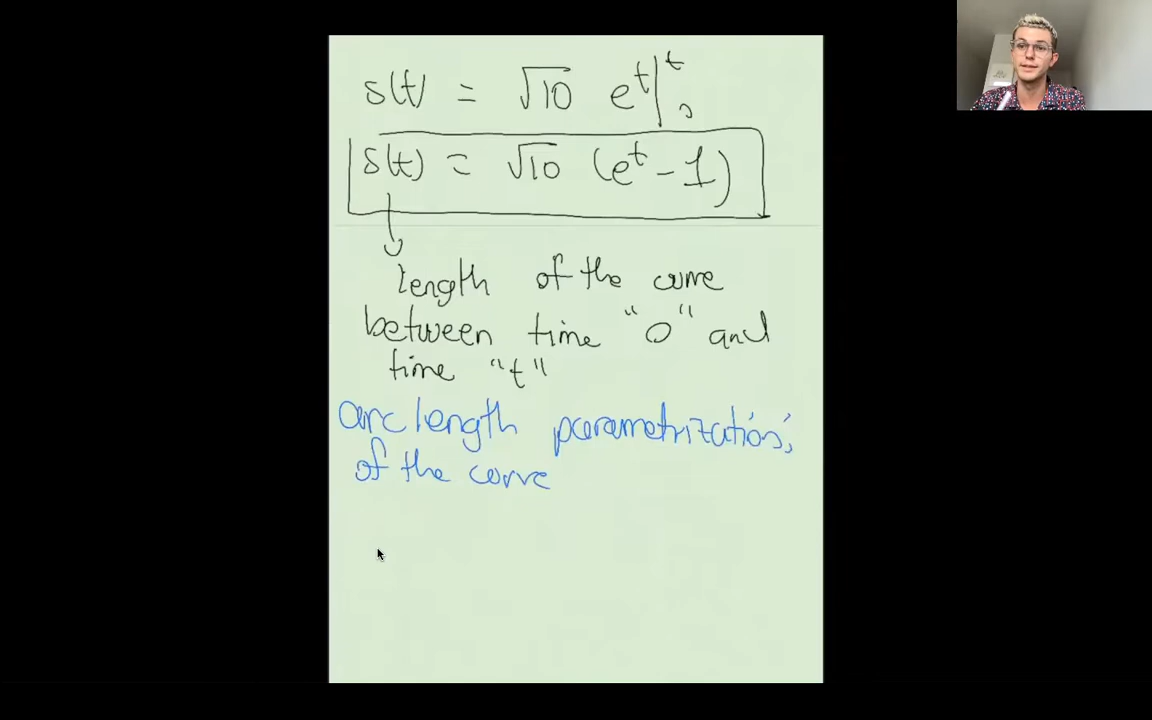 s(t) = √10 e^t |_0^t
s(t) = √10 (e^t - 1)
length of the curve
between time "0" and
time "t"
arc length parametrization;
of the curve